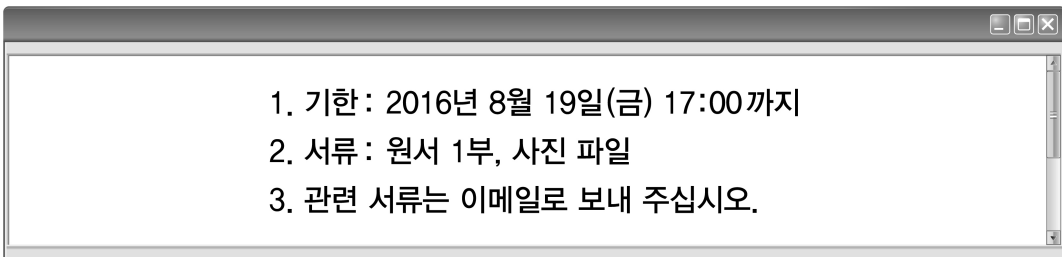 1. 기한: 2016년 8월 19일(금) 17:00까지
2. 서류: 원서 1부, 사진 파일
3. 관련 서류는 이메일로 보내 주십시오.